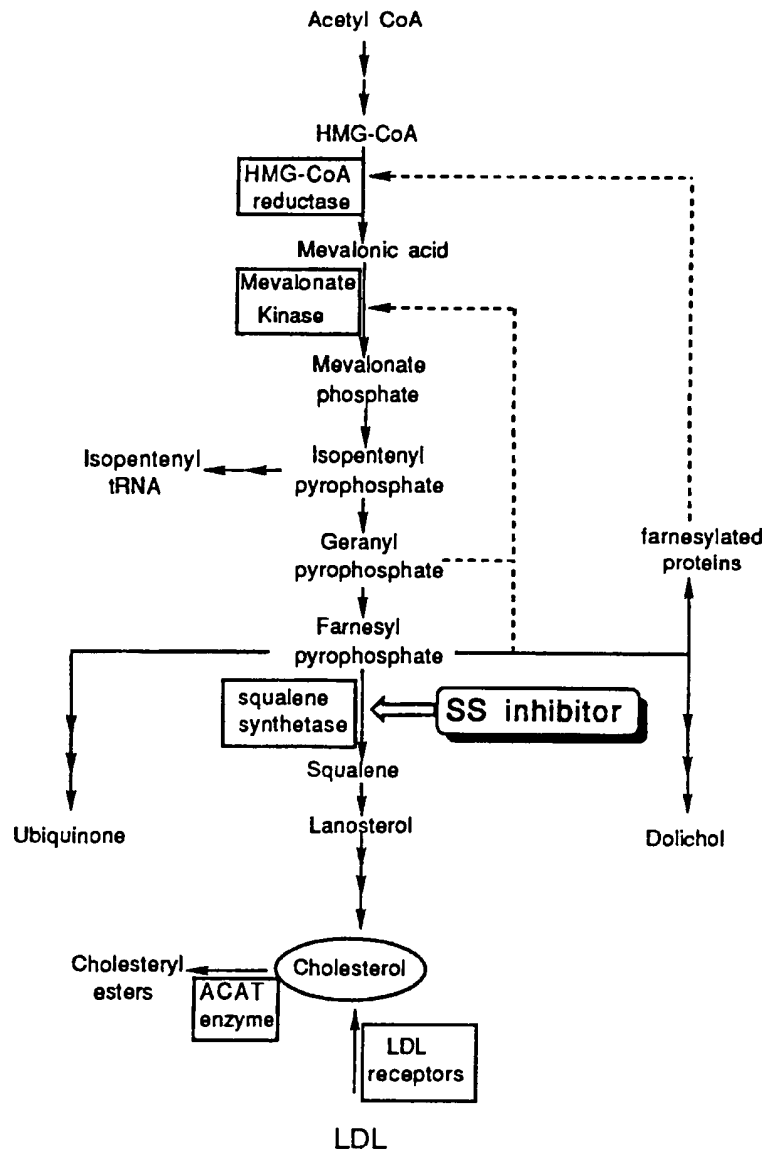 Acetyl CoA
HMG-CoA
HMG-CoA
reductase
Mevalonic acid
Mevalonate
Kinase
Mevalonate
phosphate
Isopentenyl
tRNA
Isopentenyl
pyrophosphate
Geranyl
pyrophosphate
farnesylated
proteins
Farnesyl
pyrophosphate
squalene
synthetase
SS inhibitor
Squalene
Lanosterol
Ubiquinone
Dolichol
Cholesteryl
esters
ACAT
enzyme
Cholesterol
LDL
receptors
LDL